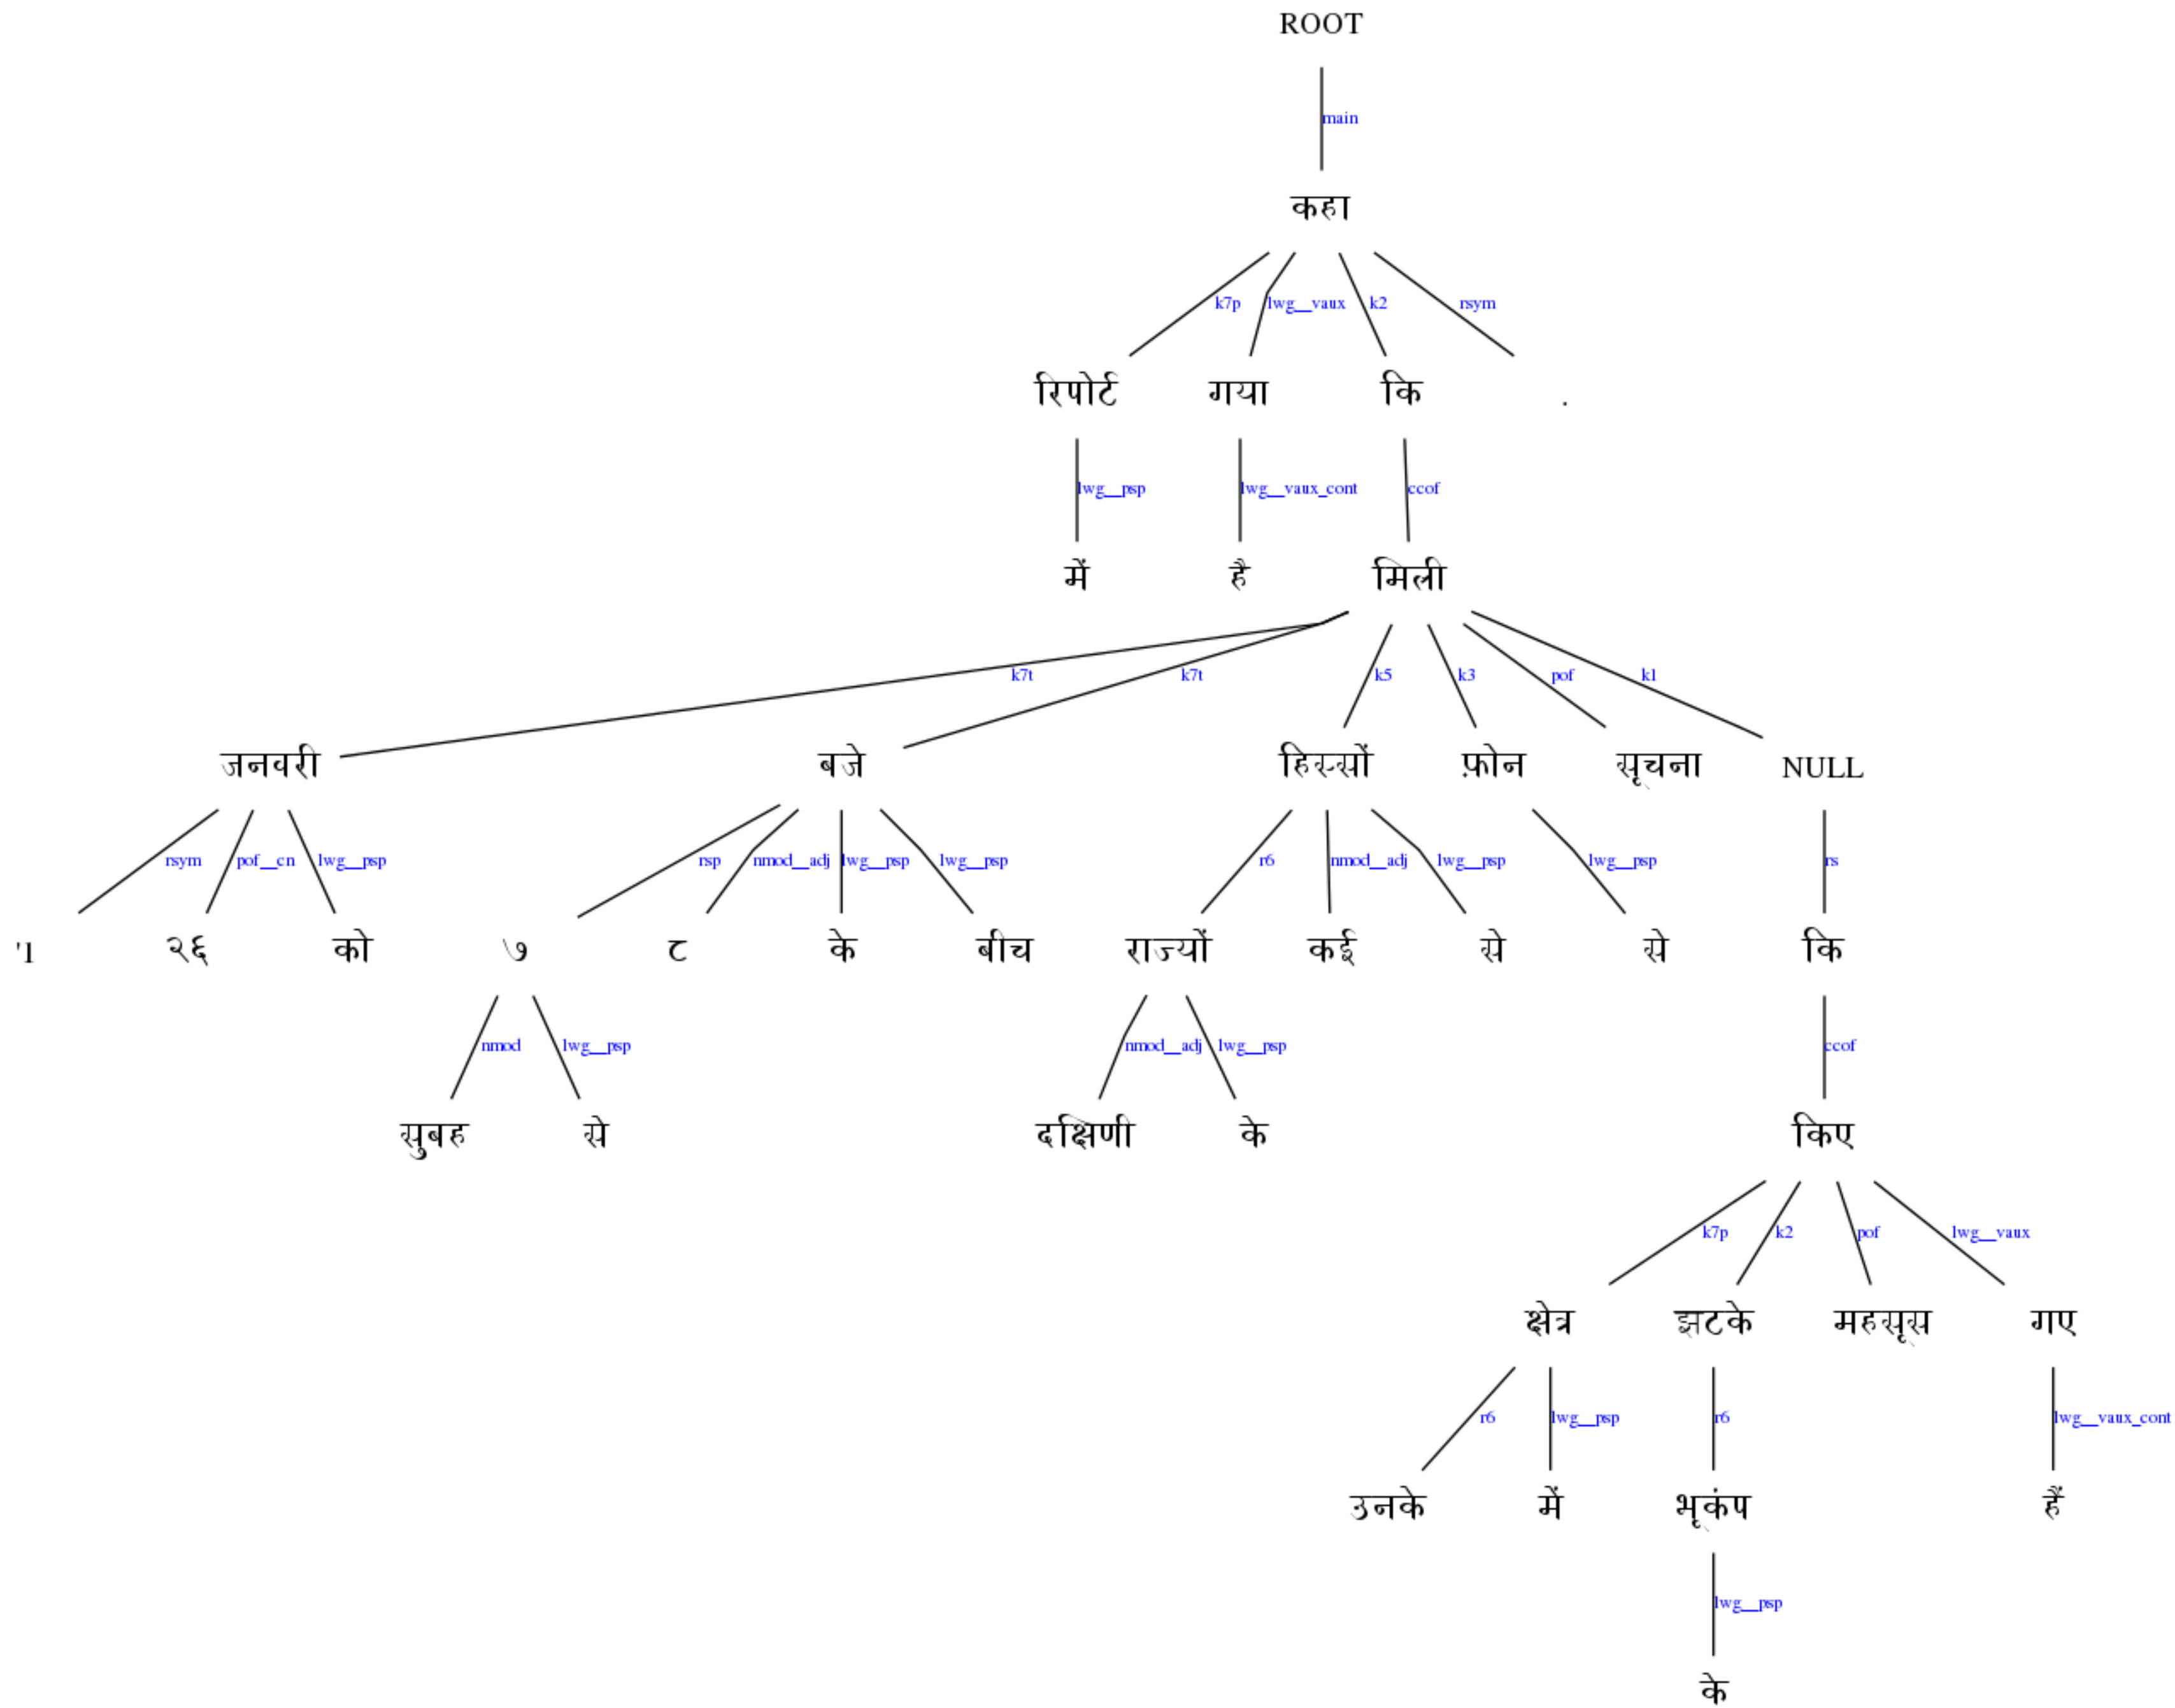 ROOT
main
कहा
k7p lwg__vaux k2 rsym
रिपोर्ट गया कि .
lwg__psp lwg__vaux_cont ccof
में है मिली
k7t k7t k5 k3 pof k1
जनवरी बजे हिस्सों फ़ोन सूचना NULL
rsym pof__cn lwg__psp rsp nmod__adj lwg__psp lwg__psp r6 nmod__adj lwg__psp lwg__psp rs
'1 २६ को ७ ८ के बीच राज्यों कई से से कि
nmod lwg__psp nmod__adj lwg__psp ccof
सुबह से दक्षिणी के किए
k7p k2 pof lwg__vaux
क्षेत्र झटके महसूस गए
r6 lwg__psp r6 lwg__vaux_cont
उनके में भूकंप हैं
lwg__psp
के